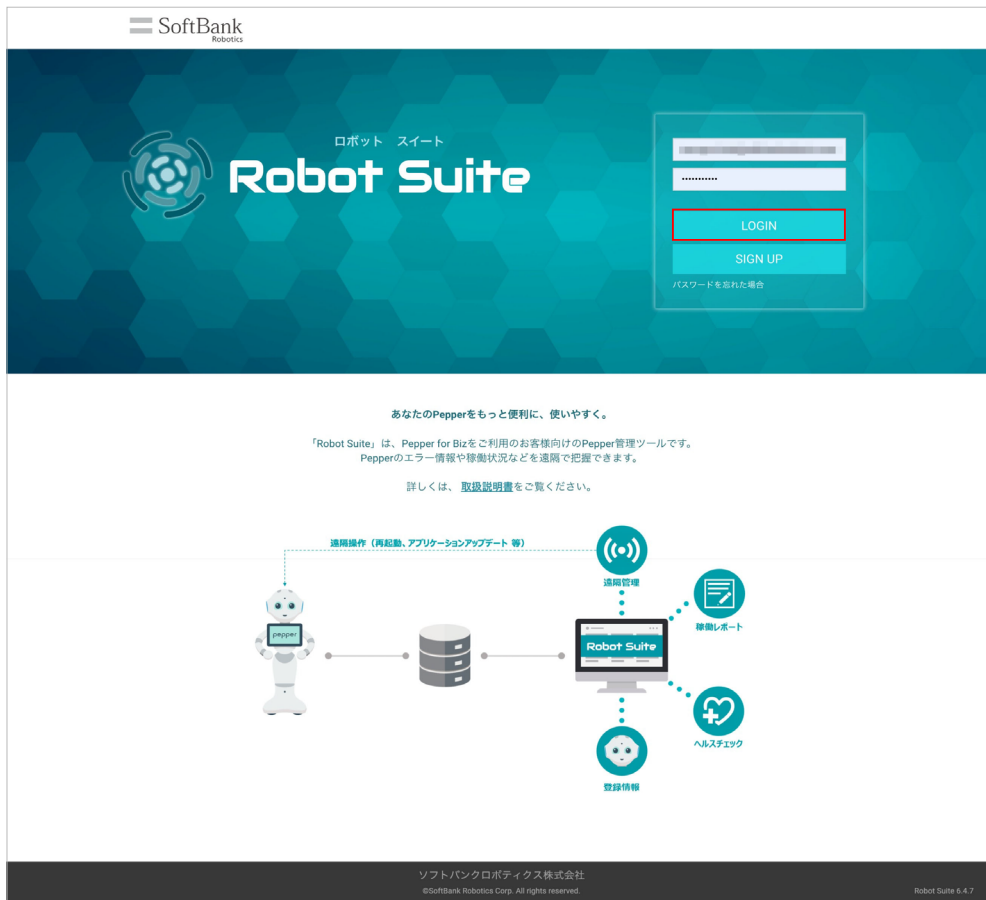 SoftBank
Robotics
ロボット スイート
Robot Suite
•••••••••••
LOGIN
SIGN UP
パスワードを忘れた場合
あなたのPepperをもっと便利に、使いやすく。
「Robot Suite」は、Pepper for Bizをご利用のお客様向けのPepper管理ツールです。
Pepperのエラー情報や稼働状況などを遠隔で把握できます。
詳しくは、 取扱説明書をご覧ください。
遠隔操作（再起動、アプリケーションアップデート 等）
遠隔管理
稼働レポート
pepper
Robot Suite
ヘルスチェック
登録情報
ソフトバンクロボティクス株式会社
©SoftBank Robotics Corp. All rights reserved.
Robot Suite 6.4.7